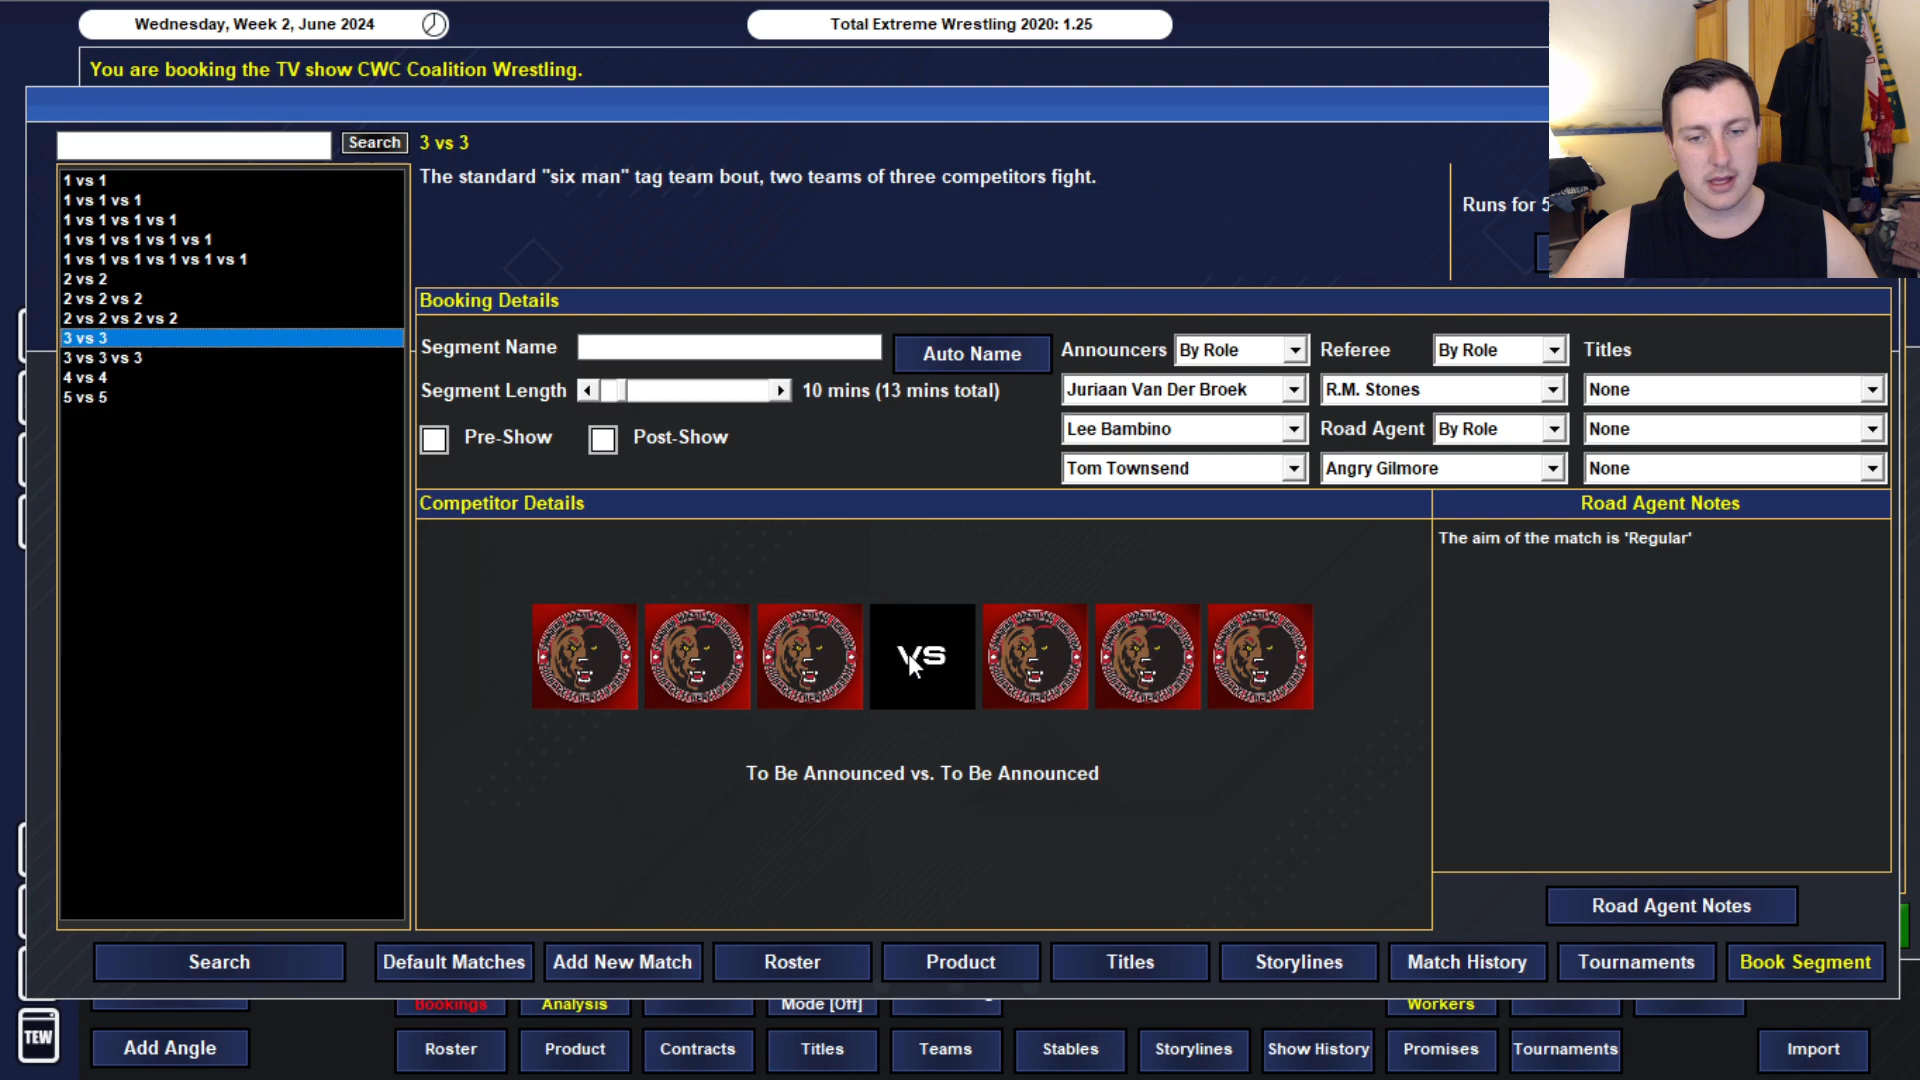 Wednesday, Week 2, June 2024
Total Extreme Wrestling 2020: 1.25
You are booking the TV show CWC Coalition Wrestling.
Search
3 vs 3
The standard "six man" tag team bout, two teams of three competitors fight.
Runs for 5
1 vs 1
1 vs 1 vs 1
1 vs 1 vs 1 vs 1
1 vs 1 vs 1 vs 1 vs 1
1 vs 1 vs 1 vs 1 vs 1 vs 1
2 vs 2
2 vs 2 vs 2
2 vs 2 vs 2 vs 2
3 vs 3
3 vs 3 vs 3
4 vs 4
5 vs 5
Booking Details
Segment Name
Auto Name
Announcers
By Role
Referee
By Role
Titles
Segment Length
10 mins (13 mins total)
Juriaan Van Der Broek
R.M. Stones
None
Pre-Show
Post-Show
Lee Bambino
Road Agent
By Role
None
Tom Townsend
Angry Gilmore
None
Competitor Details
Road Agent Notes
The aim of the match is 'Regular'
VS
To Be Announced vs. To Be Announced
Road Agent Notes
Search
Default Matches
Add New Match
Roster
Product
Titles
Storylines
Match History
Tournaments
Book Segment
Bookings
Analysis
Mode [Off]
Workers
TEW
Add Angle
Roster
Product
Contracts
Titles
Teams
Stables
Storylines
Show History
Promises
Tournaments
Import